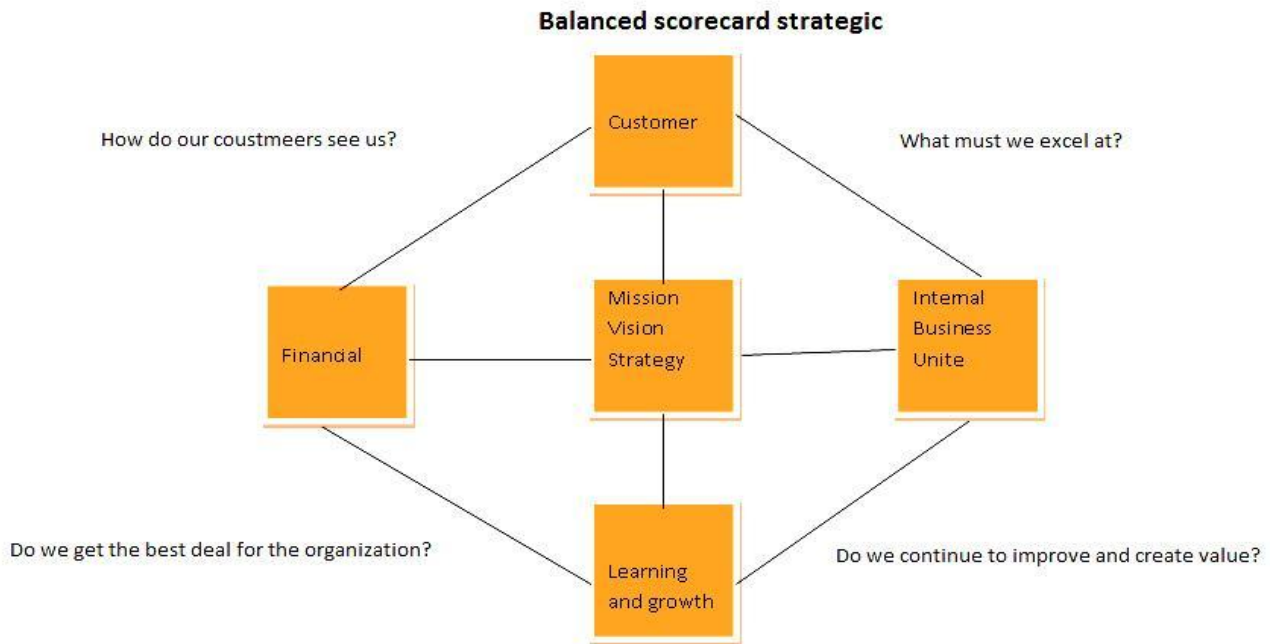 Balanced scorecard strategic
Customer
How do our coustmeers see us?
What must we excel at?
Financial
Mission
Vision
Strategy
Internal
Business
Unite
Do we get the best deal for the organization?
Do we continue to improve and create value?
Learning
and growth